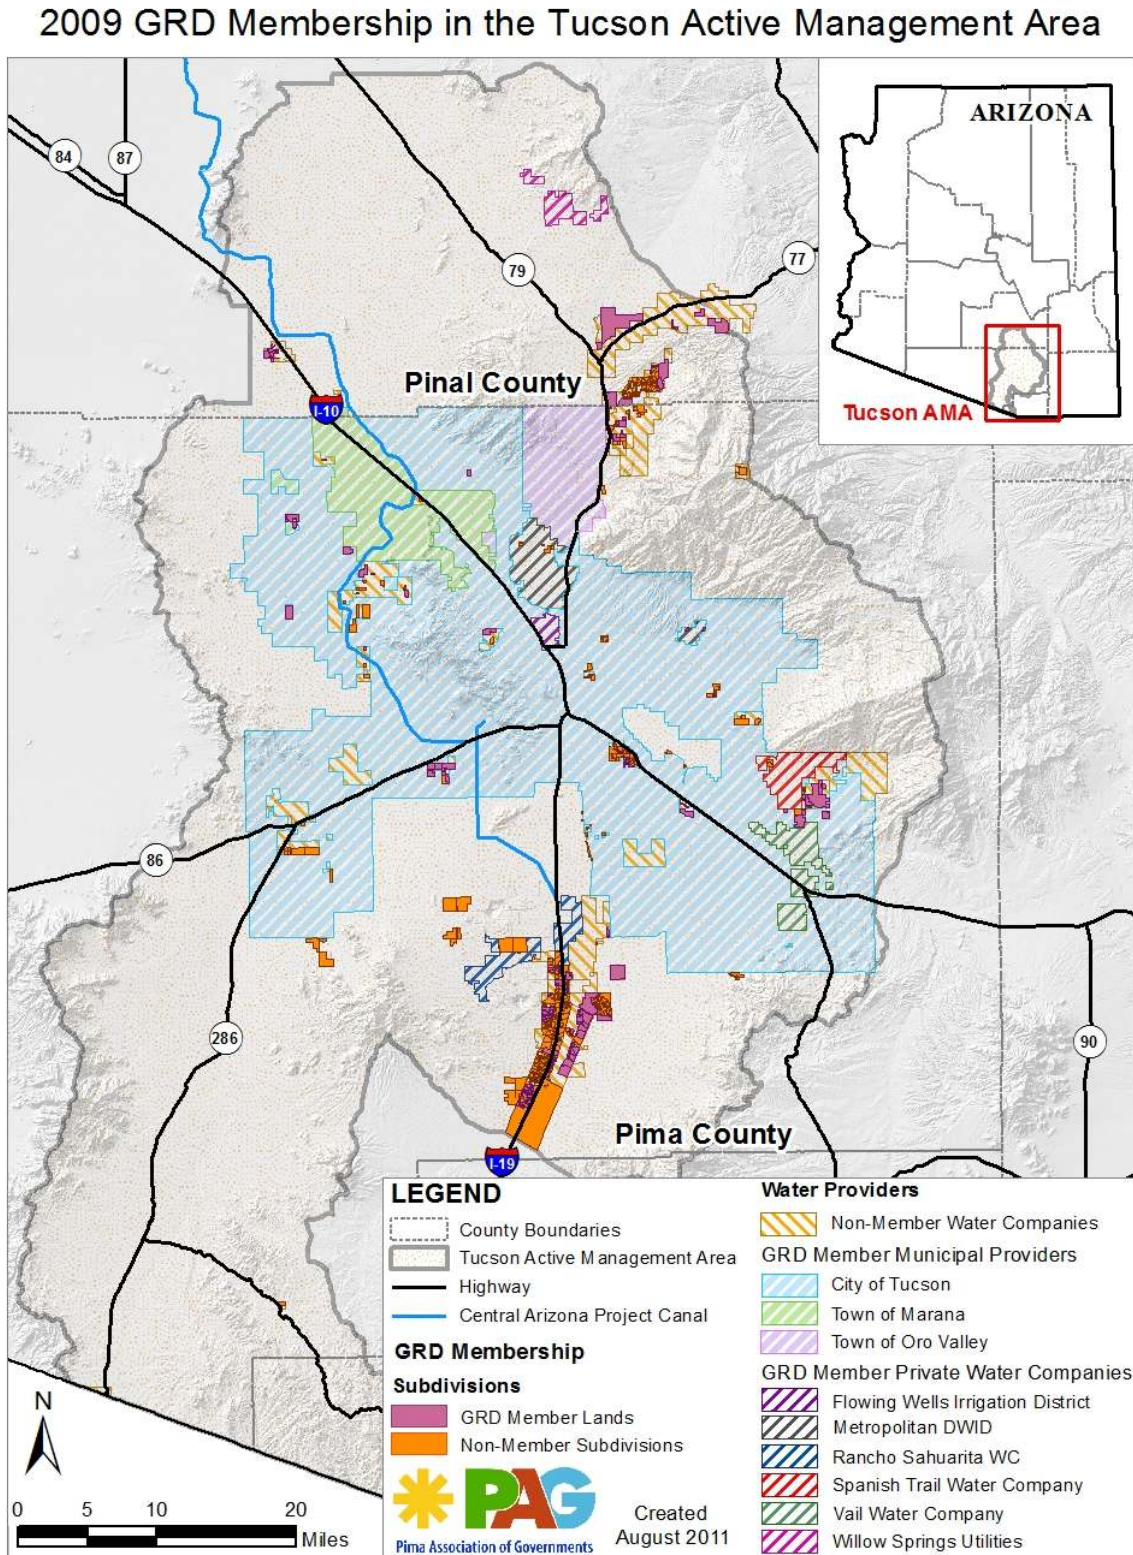 2009 GRD Membership in the Tucson Active Management Area
ARIZONA
Tucson AMA
84
87
79
77
Pinal County
I-10
86
286
90
Pima County
I-19
LEGEND
County Boundaries
Tucson Active Management Area
Highway
Central Arizona Project Canal
GRD Membership
Subdivisions
GRD Member Lands
Non-Member Subdivisions
Water Providers
Non-Member Water Companies
GRD Member Municipal Providers
City of Tucson
Town of Marana
Town of Oro Valley
GRD Member Private Water Companies
Flowing Wells Irrigation District
Metropolitan DWID
Rancho Sahuarita WC
Spanish Trail Water Company
Vail Water Company
Willow Springs Utilities
N
0 5 10 20
Miles
PAG
Pima Association of Governments
Created
August 2011